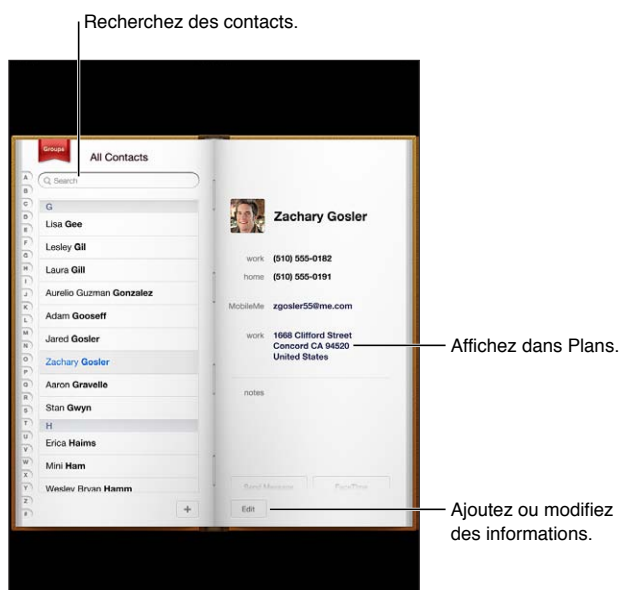 Recherchez des contacts.
Groups
All Contacts
Search
A
B
C
D
E
F
G
H
I
J
K
L
M
N
O
P
Q
R
S
T
U
V
W
X
Y
Z
#
G
Lisa Gee
Lesley Gil
Laura Gill
Aurelio Guzman Gonzalez
Adam Gooseff
Jared Gosler
Zachary Gosler
Aaron Gravelle
Stan Gwyn
H
Erica Haims
Mini Ham
Wesley Bryan Hamm
+
Zachary Gosler
work (510) 555-0182
home (510) 555-0191
MobileMe zgosler55@me.com
work 1668 Clifford Street
Concord CA 94520
United States
notes
Send Message FaceTime
Edit
Affichez dans Plans.
Ajoutez ou modifiez
des informations.